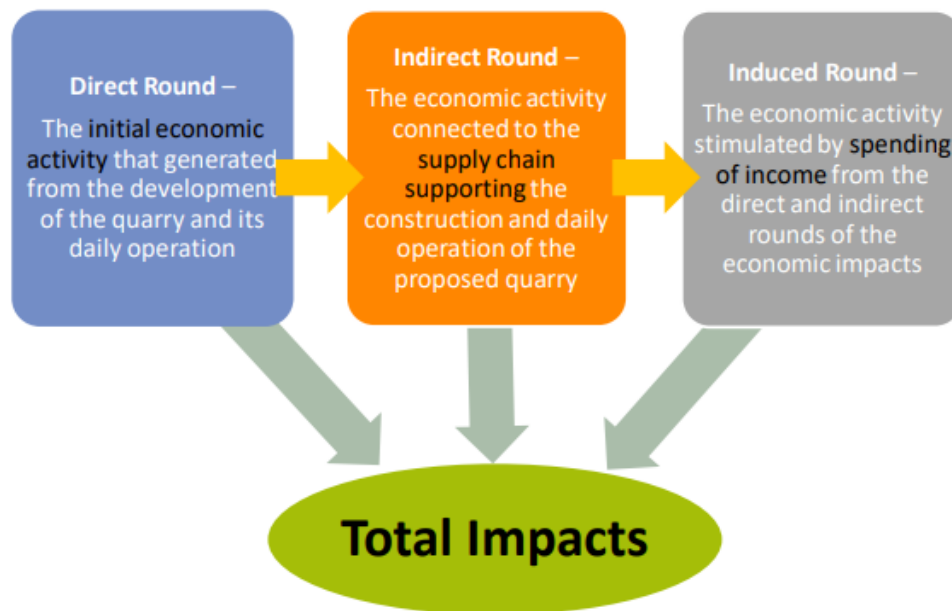 Direct Round –
The initial economic
activity that generated
from the development
of the quarry and its
daily operation
Indirect Round –
The economic activity
connected to the
supply chain
supporting the
construction and daily
operation of the
proposed quarry
Induced Round –
The economic activity
stimulated by spending
of income from the
direct and indirect
rounds of the
economic impacts
Total Impacts